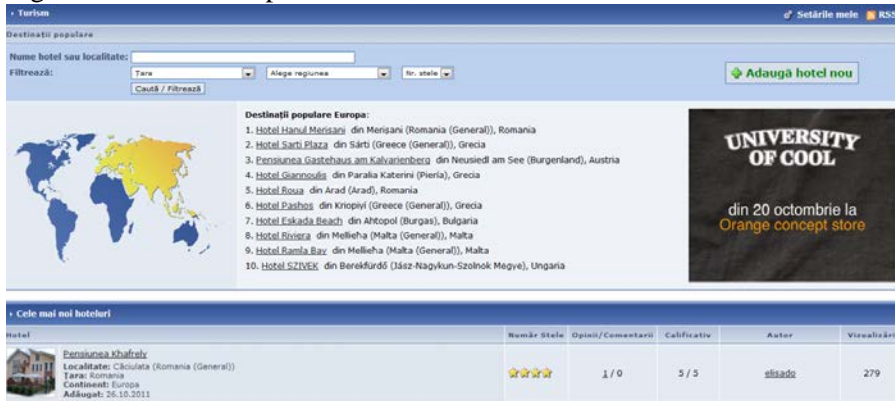 Turism
Setările mele RSS
Destinații populare
Nume hotel sau localitate:
Filtrează: Tara Alege regiunea Nr. stele
Caută / Filtrează
Adaugă hotel nou
Destinații populare Europa:
1. Hotel Hanul Merisani din Merișani (Romania (General)), Romania
2. Hotel Sarti Plaza din Sárti (Greece (General)), Grecia
3. Pensiunea Gastehaus am Kalvarienberg din Neusiedl am See (Burgenland), Austria
4. Hotel Giannoulis din Paralia Katerini (Pieria), Grecia
5. Hotel Roua din Arad (Arad), Romania
6. Hotel Pashos din Kriopiyí (Greece (General)), Grecia
7. Hotel Eskada Beach din Ahtopol (Burgas), Bulgaria
8. Hotel Riviera din Mellieha (Malta (General)), Malta
9. Hotel Ramla Bay din Mellieha (Malta (General)), Malta
10. Hotel SZIVEK din Berekfürdő (Jász-Nagykun-Szolnok Megye), Ungaria
UNIVERSITY
OF COOL
din 20 octombrie la
Orange concept store
Cele mai noi hoteluri
Hotel Număr Stele Opinii/Comentarii Calificativ Autor Vizualizări
Pensiunea Khafrely
Localitate: Căciulata (Romania (General))
Țara: Romania
Continent: Europa
Adăugat: 26.10.2011
1 / 0 5 / 5 elisado 279